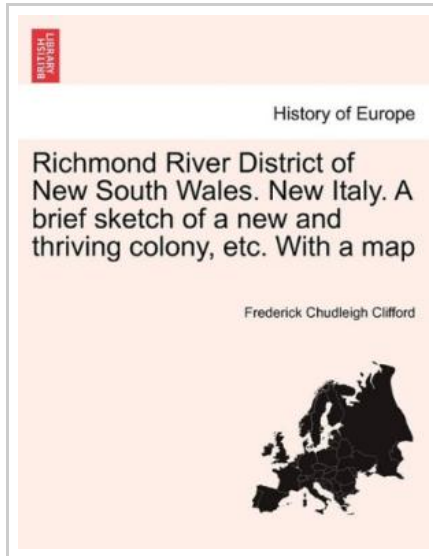 BRITISH
LIBRARY
History of Europe
Richmond River District of
New South Wales. New Italy. A
brief sketch of a new and
thriving colony, etc. With a map
Frederick Chudleigh Clifford